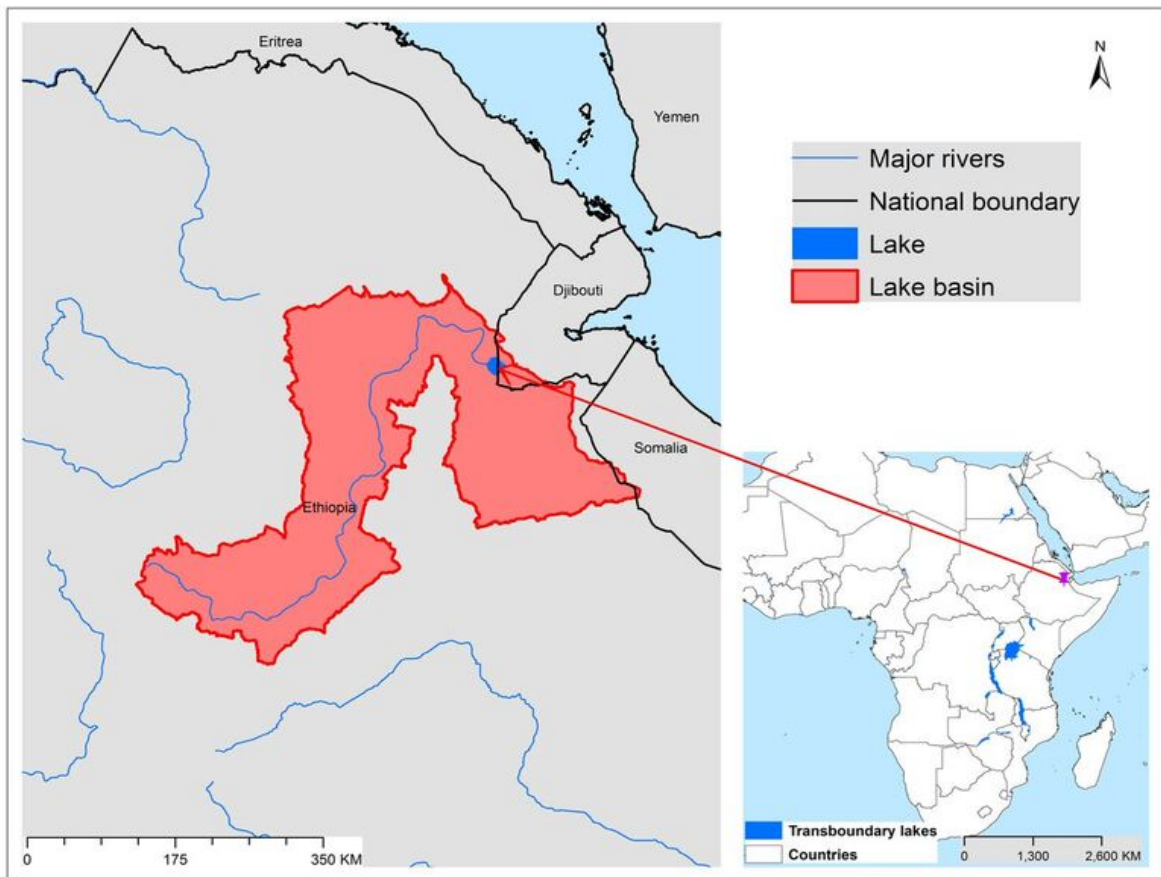 Eritrea
Yemen
Djibouti
Somalia
Ethiopia
0 175 350 KM
N
Major rivers
National boundary
Lake
Lake basin
Transboundary lakes
Countries
0 1,300 2,600 KM